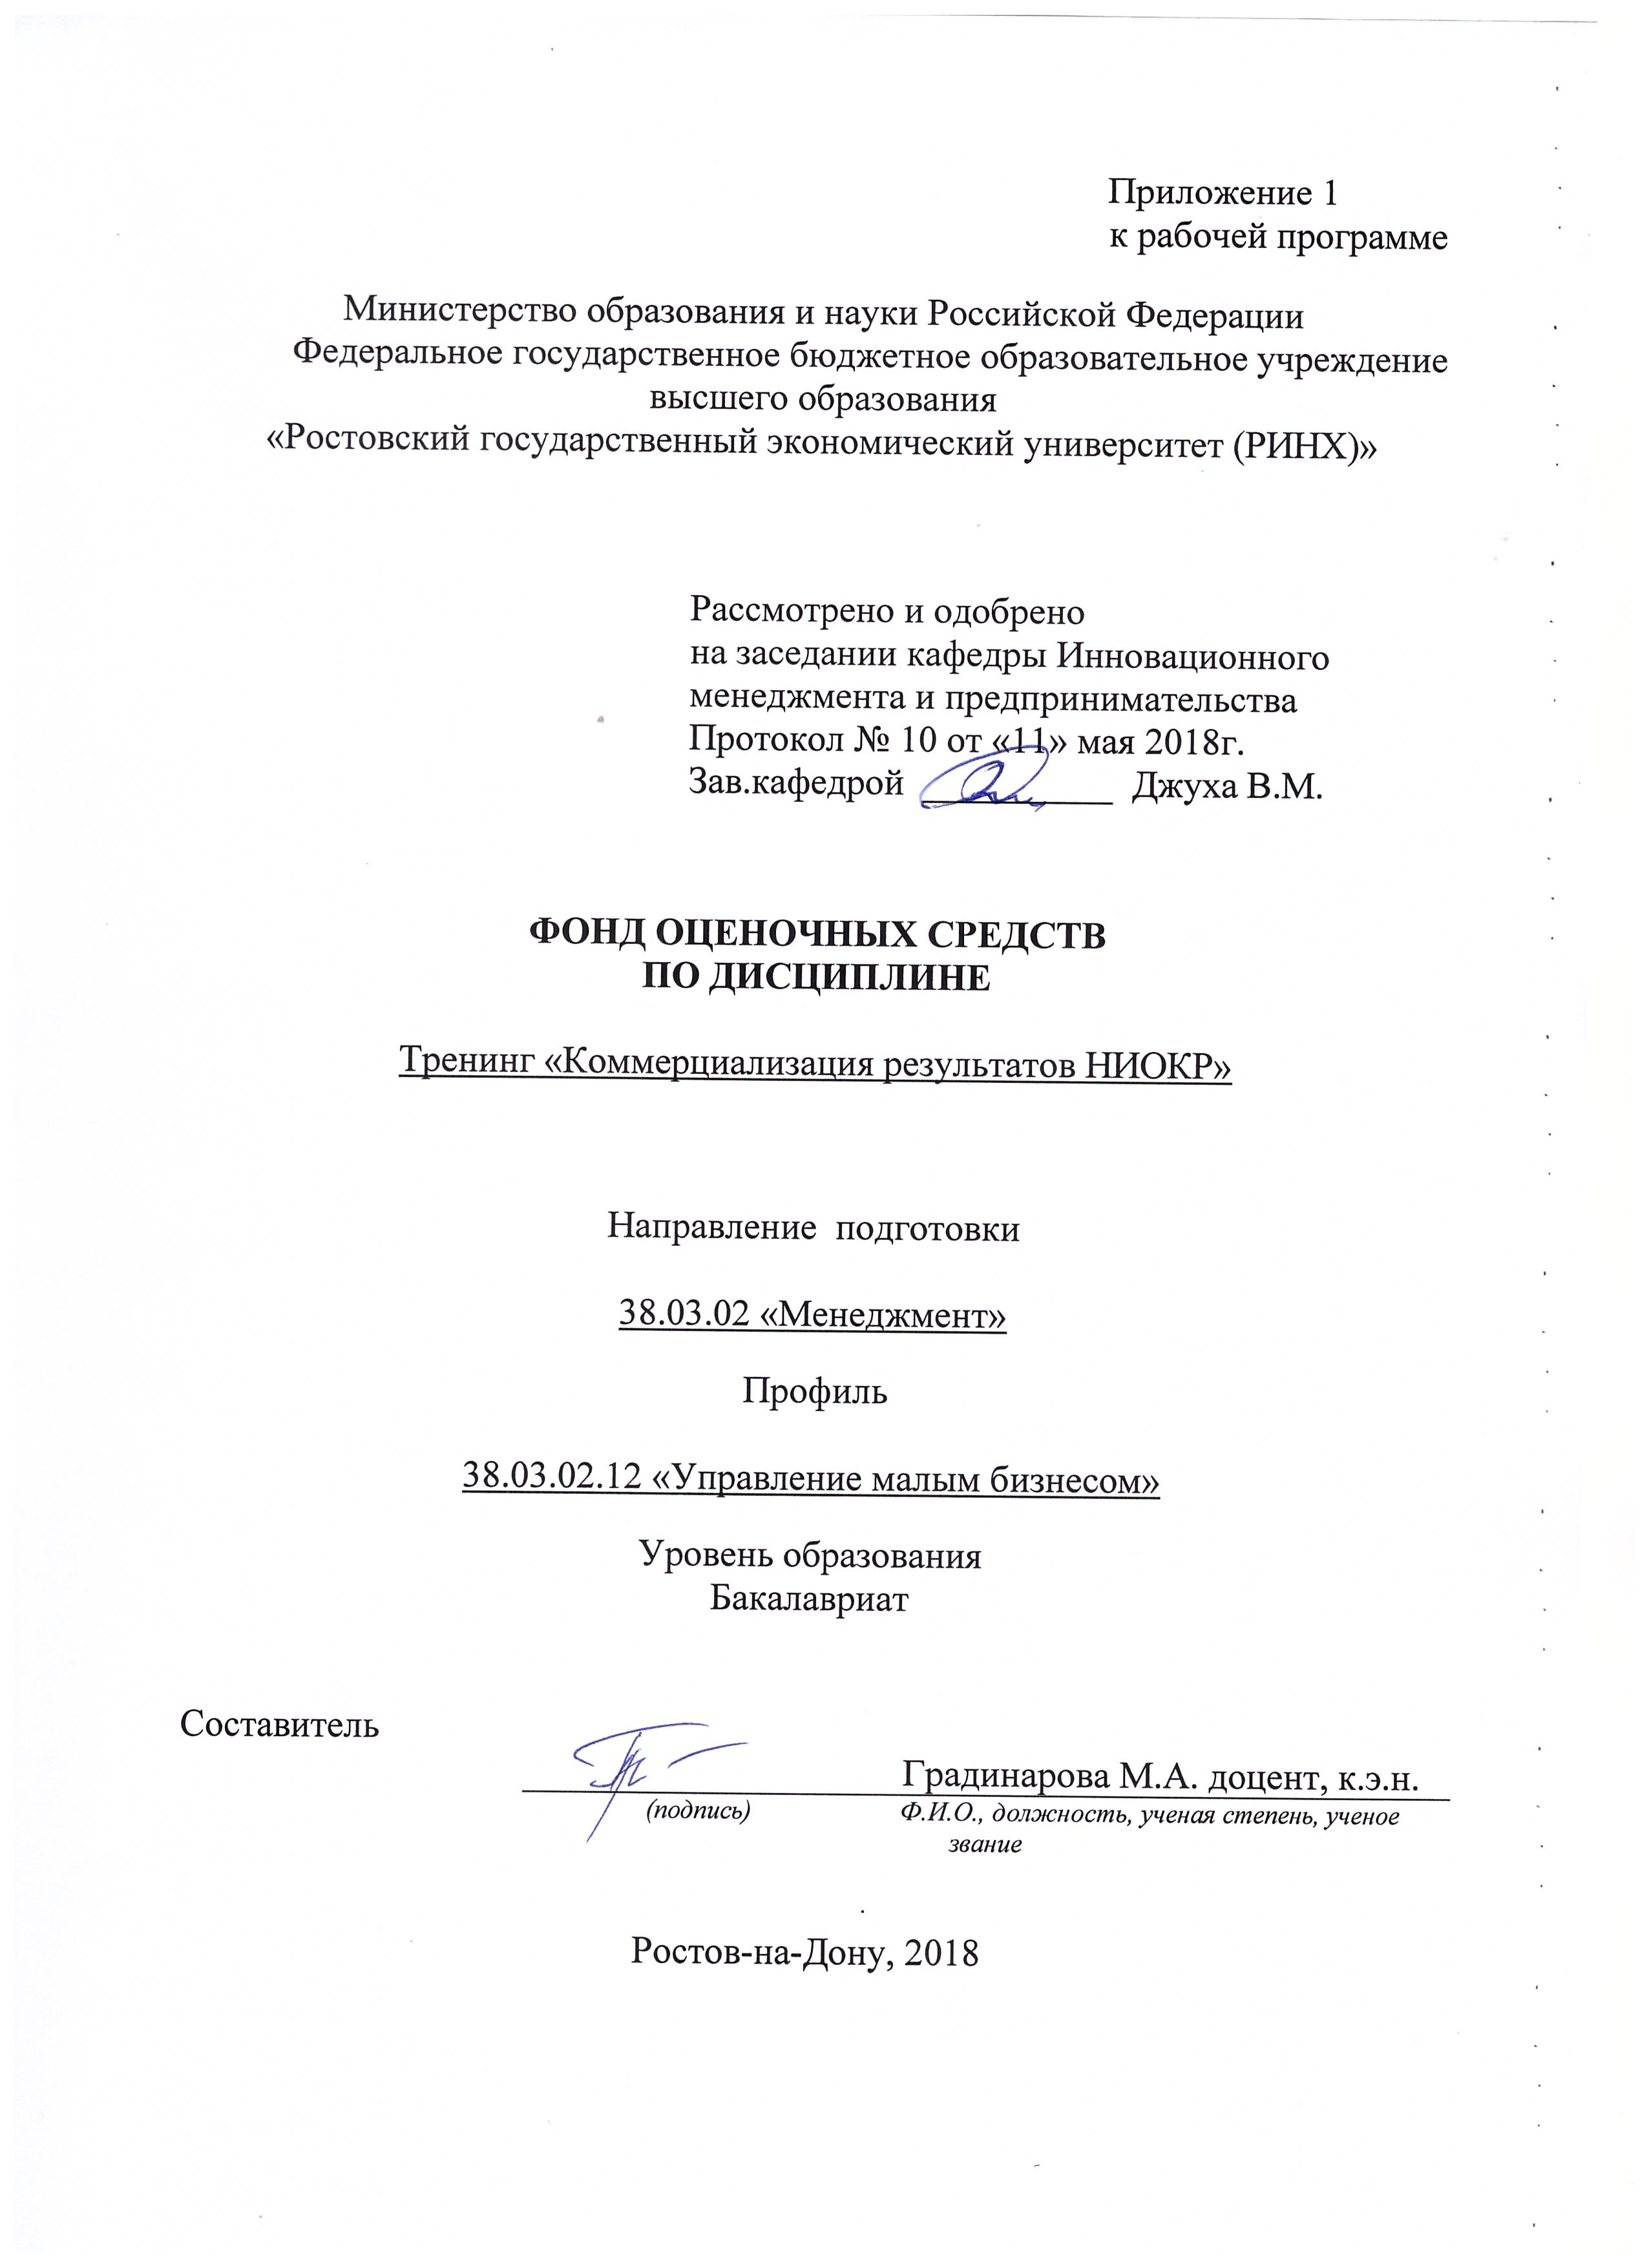 Приложение 1
к рабочей программе
Министерство образования и науки Российской Федерации
Федеральное государственное бюджетное образовательное учреждение
высшего образования
«Ростовский государственный экономический университет (РИНХ)»
Рассмотрено и одобрено
на заседании кафедры Инновационного
менеджмента и предпринимательства
Протокол № 10 от «11» мая 2018г.
Зав.кафедрой ____________ Джуха В.М.
ФОНД ОЦЕНОЧНЫХ СРЕДСТВ
ПО ДИСЦИПЛИНЕ
Тренинг «Коммерциализация результатов НИОКР»
Направление подготовки
38.03.02 «Менеджмент»
Профиль
38.03.02.12 «Управление малым бизнесом»
Уровень образования
Бакалавриат
Составитель
Градинарова М.А. доцент, к.э.н.
(подпись) Ф.И.О., должность, ученая степень, ученое
звание
Ростов-на-Дону, 2018